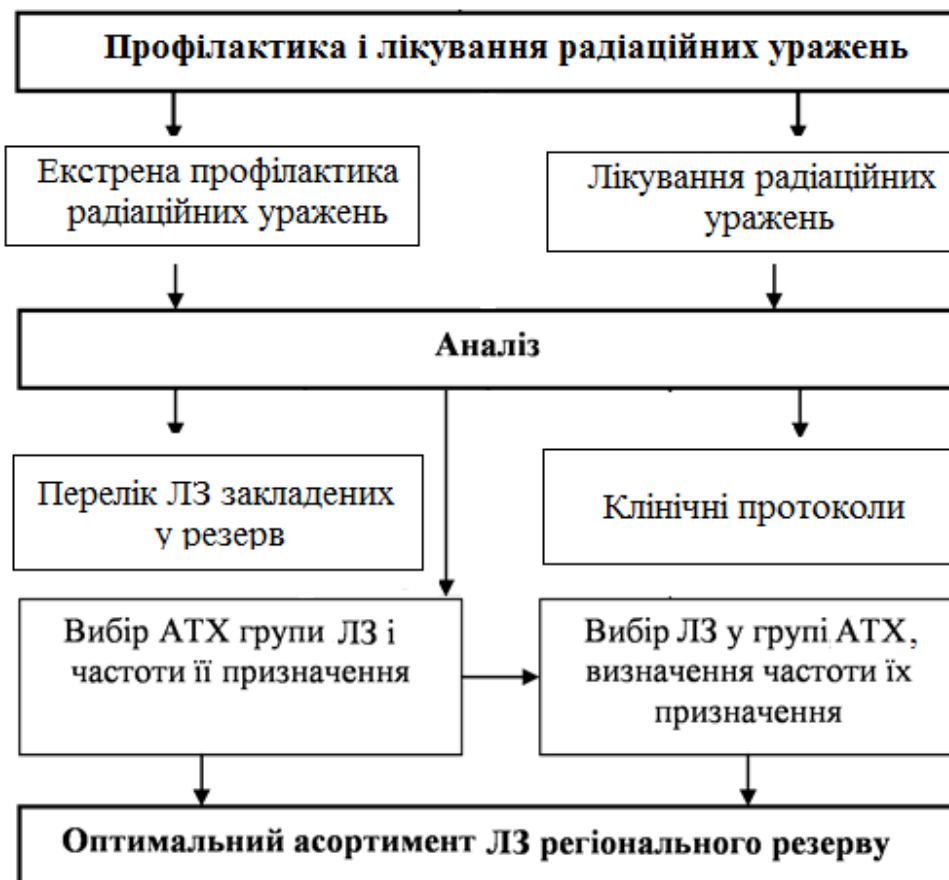 Профілактика і лікування радіаційних уражень
Екстрена профілактика
радіаційних уражень
Лікування радіаційних
уражень
Аналіз
Перелік ЛЗ закладених
у резерв
Клінічні протоколи
Вибір АТХ групи ЛЗ і
частоти її призначення
Вибір ЛЗ у групі АТХ,
визначення частоти їх
призначення
Оптимальний асортимент ЛЗ регіонального резерву